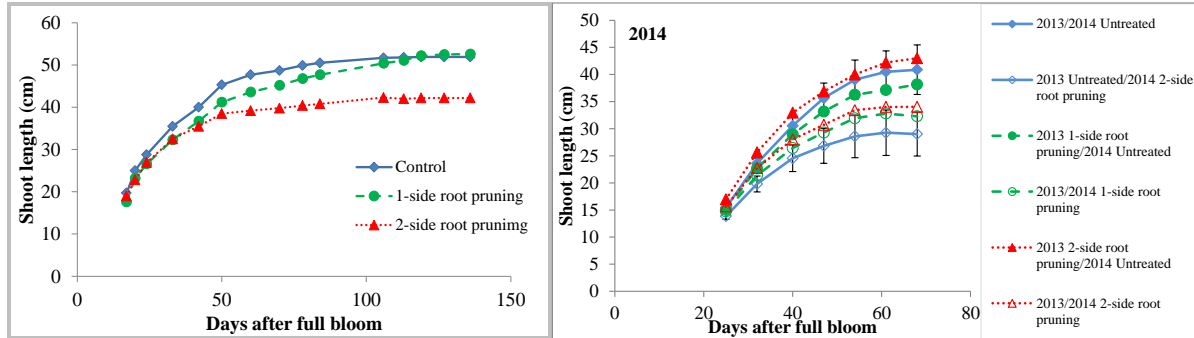 60
50
40
30
20
10
0
Shoot length (cm)
0
50
100
150
Days after full bloom
Control
1-side root pruning
2-side root prunimg
2014
50
45
40
35
30
25
20
15
10
5
0
Shoot length (cm)
0
20
40
60
80
Days after full bloom
2013/2014 Untreated
2013 Untreated/2014 2-side
root pruning
2013 1-side root
pruning/2014 Untreated
2013/2014 1-side root
pruning
2013 2-side root
pruning/2014 Untreated
2013/2014 2-side root
pruning